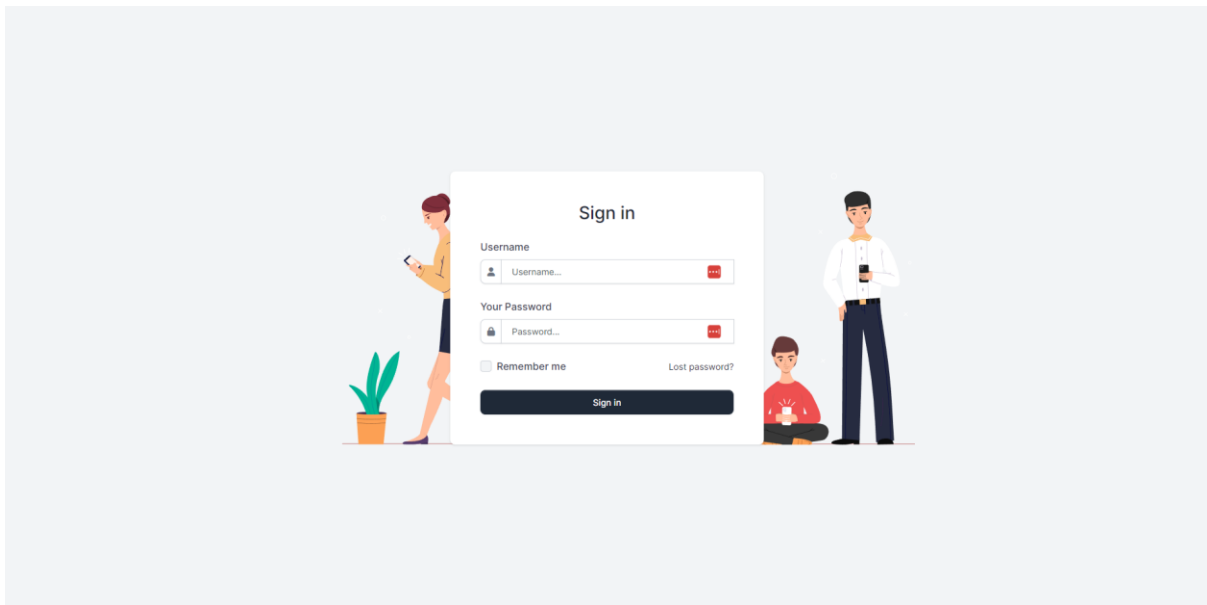 Sign in
Username
Username...
Your Password
Password...
Remember me
Lost password?
Sign in